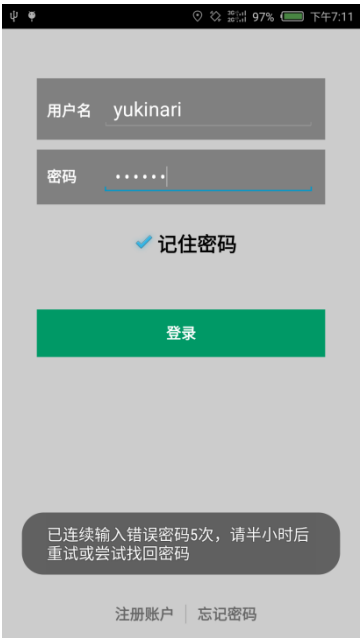 97% 下午7:11
用户名 yukinari
密码 ••••••
记住密码
登录
已连续输入错误密码5次，请半小时后
重试或尝试找回密码
注册账户 忘记密码